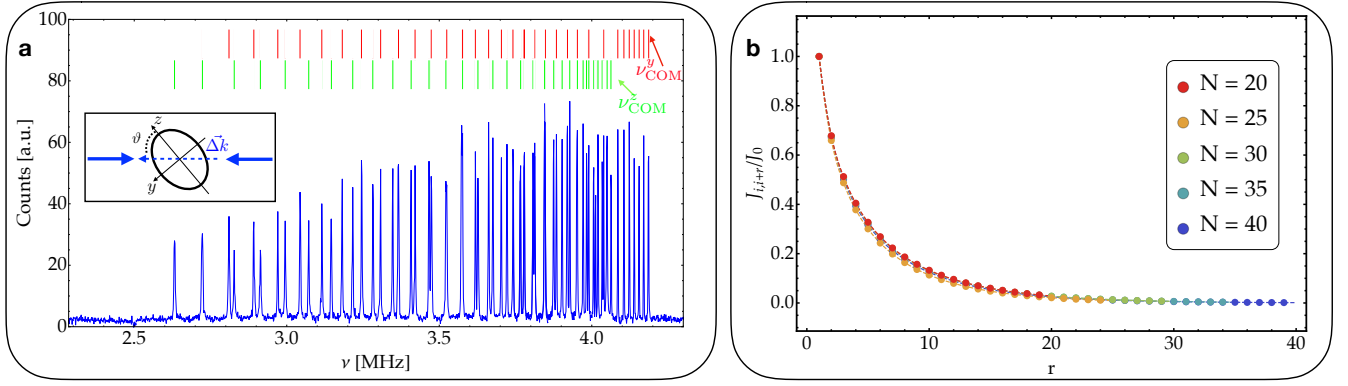 a
100
80
60
40
20
0
Counts [a.u.]
2.5
3.0
3.5
4.0
ν [MHz]
ν^y_COM
ν^z_COM
ϑ
z
y
Δk⃗
b
1.0
0.8
0.6
0.4
0.2
0.0
J_{i,i+r}/J_0
0
10
20
30
40
r
N = 20
N = 25
N = 30
N = 35
N = 40